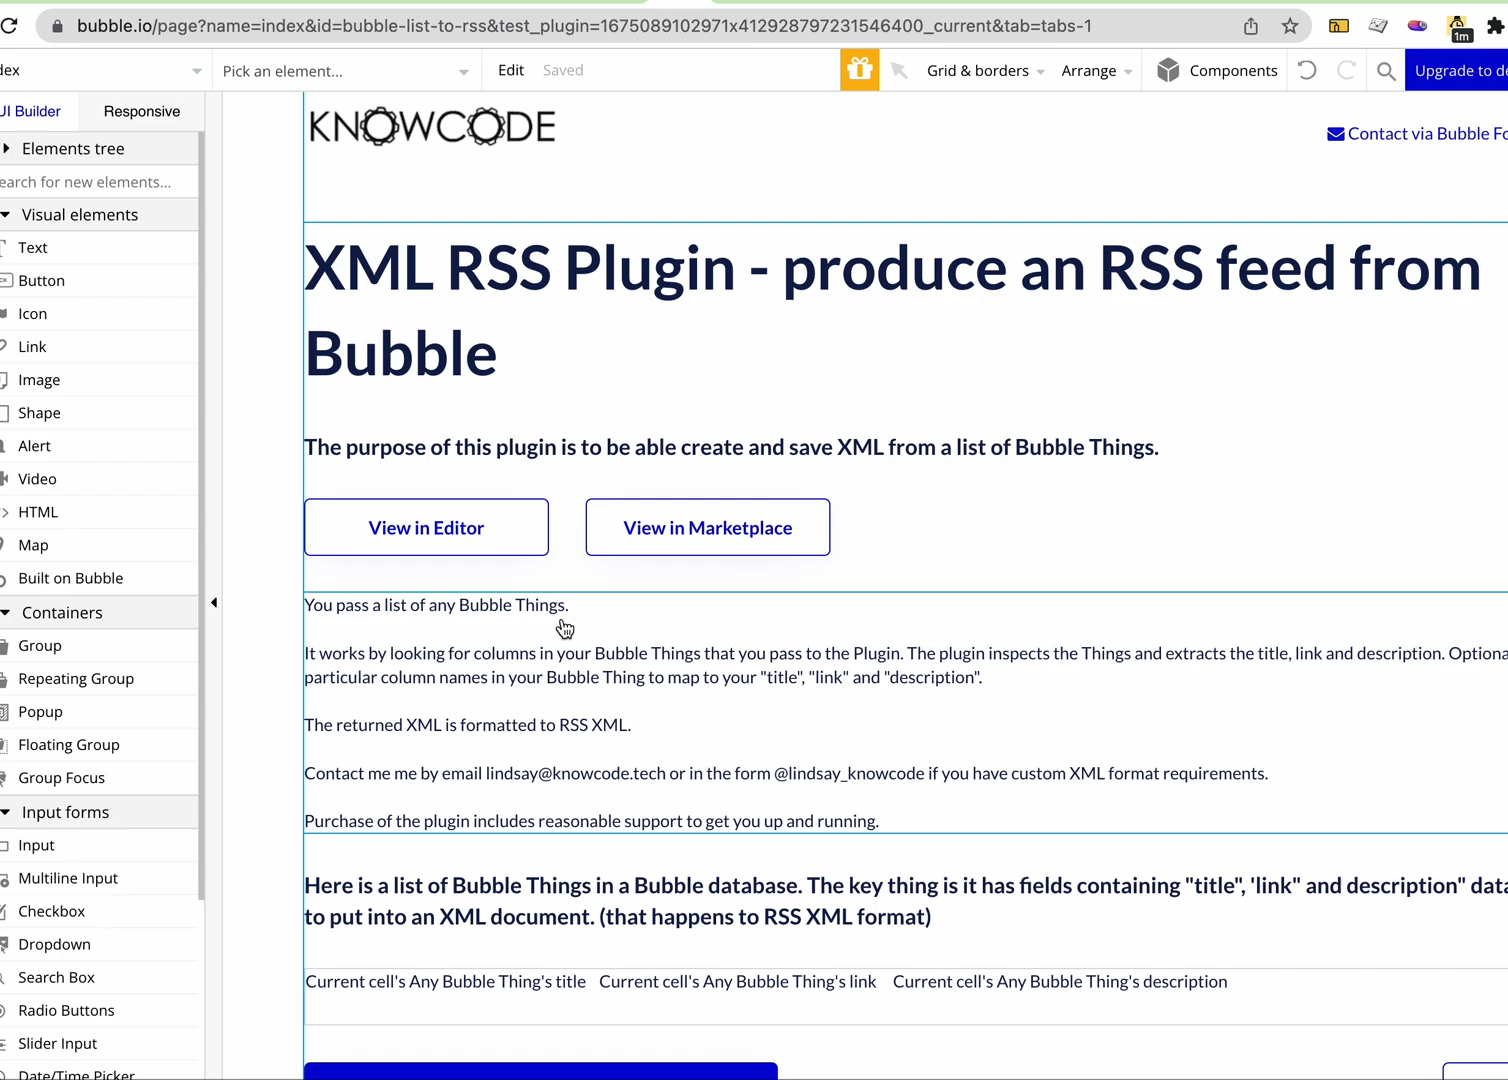 bubble.io/page?name=index&id=bubble-list-to-rss&test_plugin=1675089102971x412928797231546400_current&tab=tabs-1
1m
dex
Pick an element...
Edit
Saved
Grid & borders
Arrange
Components
Upgrade to de
UI Builder
Responsive
Elements tree
earch for new elements...
Visual elements
Text
Button
Icon
Link
Image
Shape
Alert
Video
HTML
Map
Built on Bubble
Containers
Group
Repeating Group
Popup
Floating Group
Group Focus
Input forms
Input
Multiline Input
Checkbox
Dropdown
Search Box
Radio Buttons
Slider Input
Date/Time Picker
KNOWCODE
Contact via Bubble Fo
XML RSS Plugin - produce an RSS feed from
Bubble
The purpose of this plugin is to be able create and save XML from a list of Bubble Things.
View in Editor
View in Marketplace
You pass a list of any Bubble Things.
It works by looking for columns in your Bubble Things that you pass to the Plugin. The plugin inspects the Things and extracts the title, link and description. Optiona
particular column names in your Bubble Thing to map to your "title", "link" and "description".
The returned XML is formatted to RSS XML.
Contact me me by email lindsay@knowcode.tech or in the form @lindsay_knowcode if you have custom XML format requirements.
Purchase of the plugin includes reasonable support to get you up and running.
Here is a list of Bubble Things in a Bubble database. The key thing is it has fields containing "title", 'link" and description" data
to put into an XML document. (that happens to RSS XML format)
Current cell's Any Bubble Thing's title
Current cell's Any Bubble Thing's link
Current cell's Any Bubble Thing's description